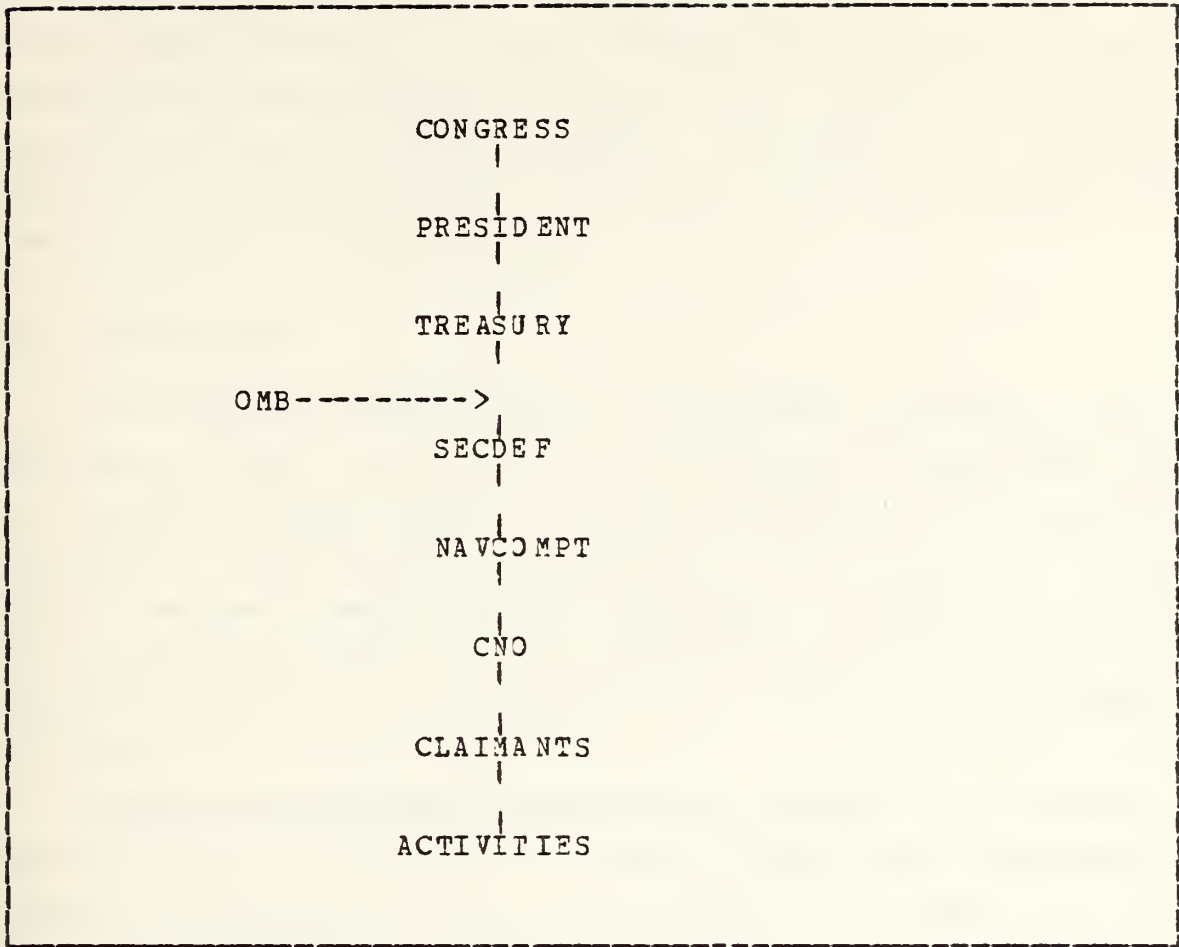 CONGRESS
PRESIDENT
TREASURY
OMB--------->
SECDEF
NAVCOMPT
CNO
CLAIMANTS
ACTIVITIES